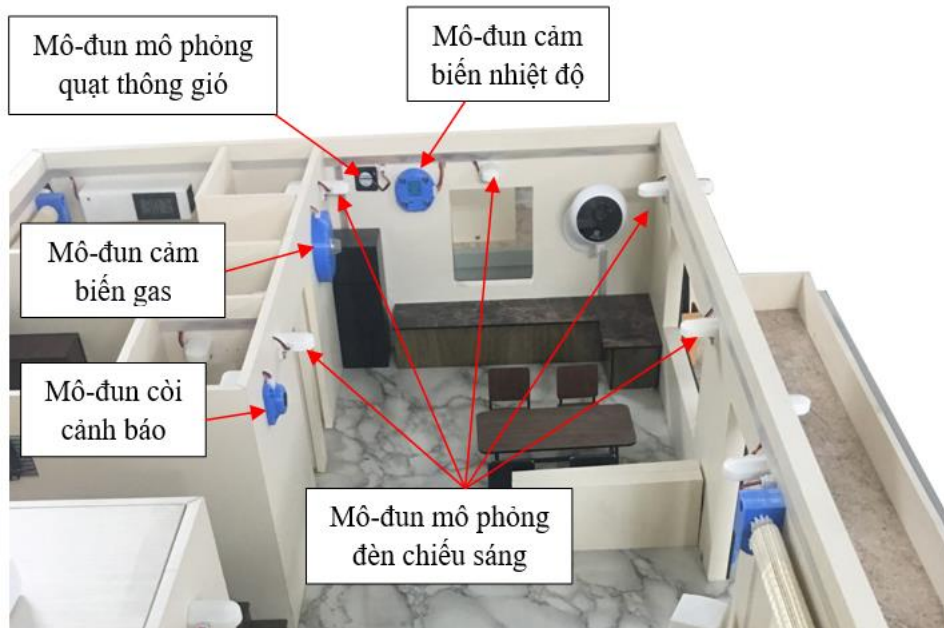 Mô-đun mô phỏng
quạt thông gió
Mô-đun cảm
biến nhiệt độ
Mô-đun cảm
biến gas
Mô-đun còi
cảnh báo
Mô-đun mô phỏng
đèn chiếu sáng